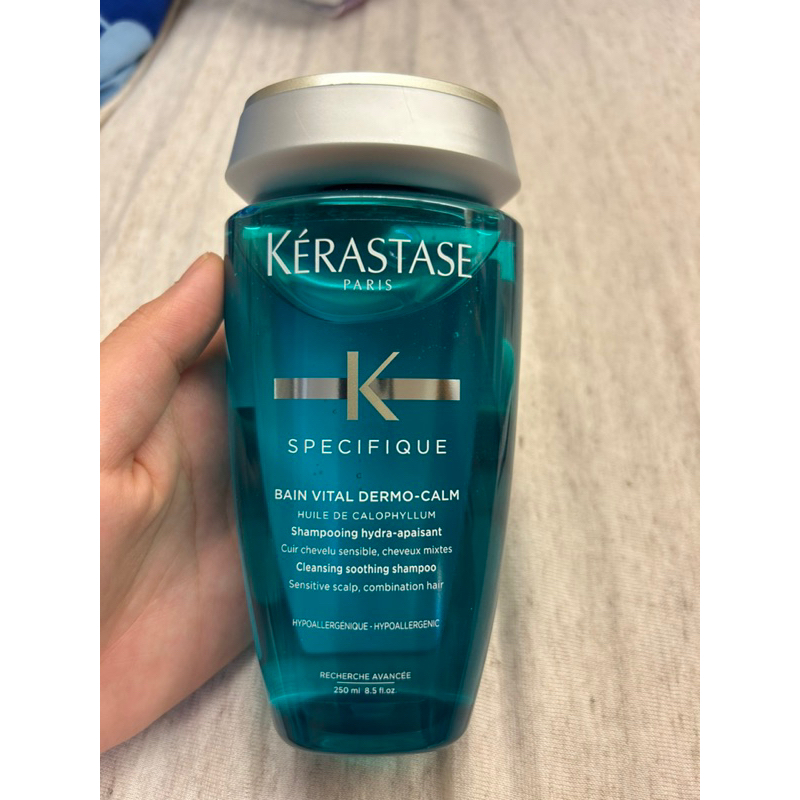 KÉRASTASE
PARIS
K
SPECIFIQUE
BAIN VITAL DERMO-CALM
HUILE DE CALOPHYLLUM
Shampooing hydra-apaisant
Cuir chevelu sensible, cheveux mixtes
Cleansing soothing shampoo
Sensitive scalp, combination hair
HYPOALLERGÉNIQUE - HYPOALLERGENIC
RECHERCHE AVANCÉE
250 ml 8.5 fl.oz.